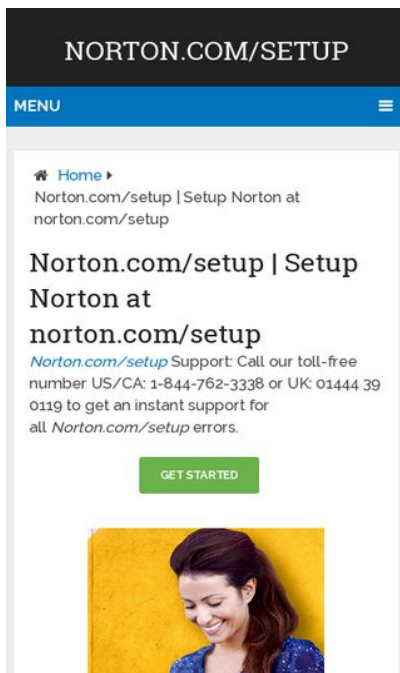 NORTON.COM/SETUP
MENU
Home
Norton.com/setup | Setup Norton at
norton.com/setup
Norton.com/setup | Setup
Norton at
norton.com/setup
Norton.com/setup Support: Call our toll-free
number US/CA: 1-844-762-3338 or UK: 01444 39
0119 to get an instant support for
all Norton.com/setup errors.
GET STARTED